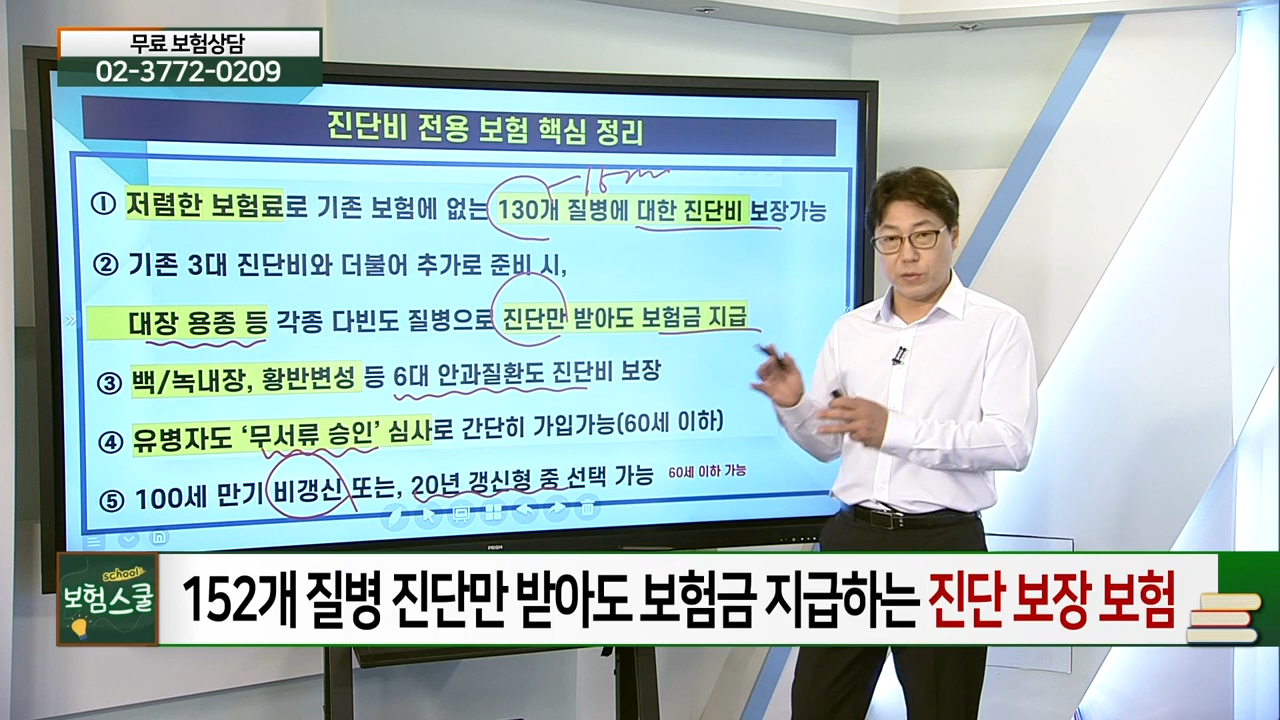 무료 보험상담
02-3772-0209
진단비 전용 보험 핵심 정리
① 저렴한 보험료로 기존 보험에 없는 130개 질병에 대한 진단비 보장가능
② 기존 3대 진단비와 더불어 추가로 준비 시,
대장 용종 등 각종 다빈도 질병으로 진단만 받아도 보험금 지급
③ 백/녹내장, 황반변성 등 6대 안과질환도 진단비 보장
④ 유병자도 ‘무서류 승인’ 심사로 간단히 가입가능(60세 이하)
⑤ 100세 만기 비갱신 또는, 20년 갱신형 중 선택 가능 60세 이하 가능
PRISM
school
보험스쿨
152개 질병 진단만 받아도 보험금 지급하는 진단 보장 보험